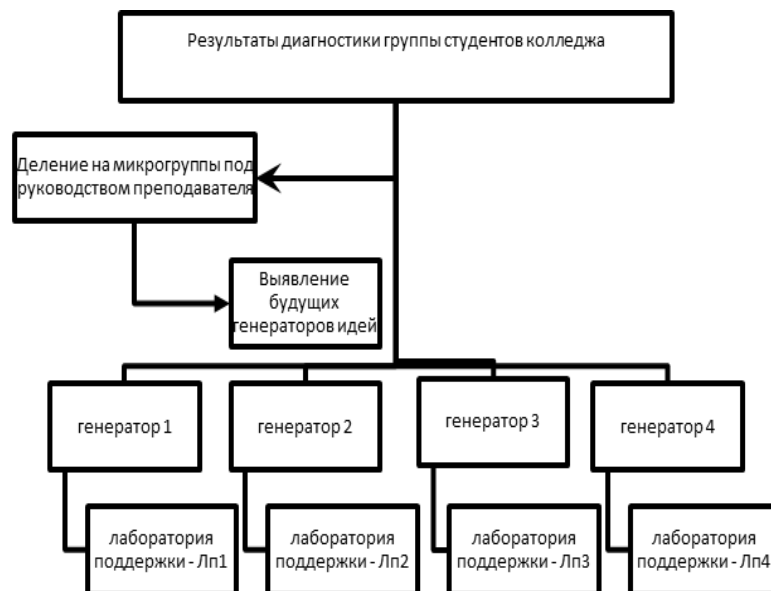 Результаты диагностики группы студентов колледжа
Деление на микрогруппы под
руководством преподавателя
Выявление
будущих
генераторов идей
генератор 1
генератор 2
генератор 3
генератор 4
лаборатория
поддержки - Лп1
лаборатория
поддержки - Лп2
лаборатория
поддержки - Лп3
лаборатория
поддержки - Лп4